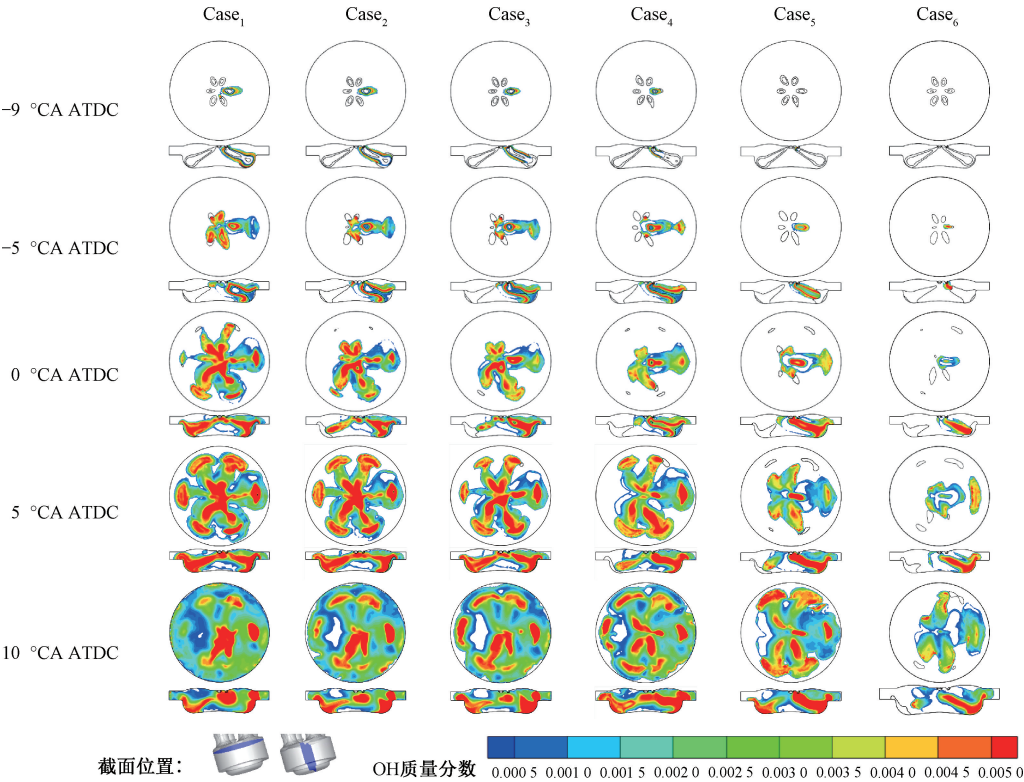 Case1 Case2 Case3 Case4 Case5 Case6
−9 °CA ATDC
−5 °CA ATDC
0 °CA ATDC
5 °CA ATDC
10 °CA ATDC
截面位置：
OH质量分数
0.000 5 0.001 0 0.001 5 0.002 0 0.002 5 0.003 0 0.003 5 0.004 0 0.004 5 0.005 0